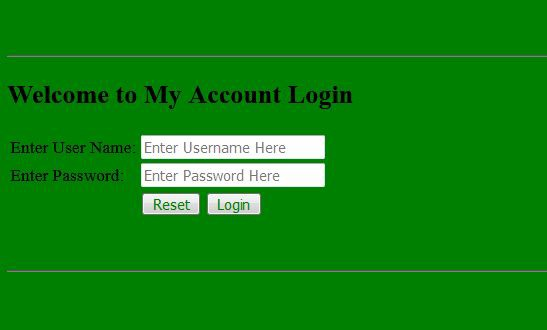 Welcome to My Account Login
Enter User Name: Enter Username Here
Enter Password: Enter Password Here
Reset Login